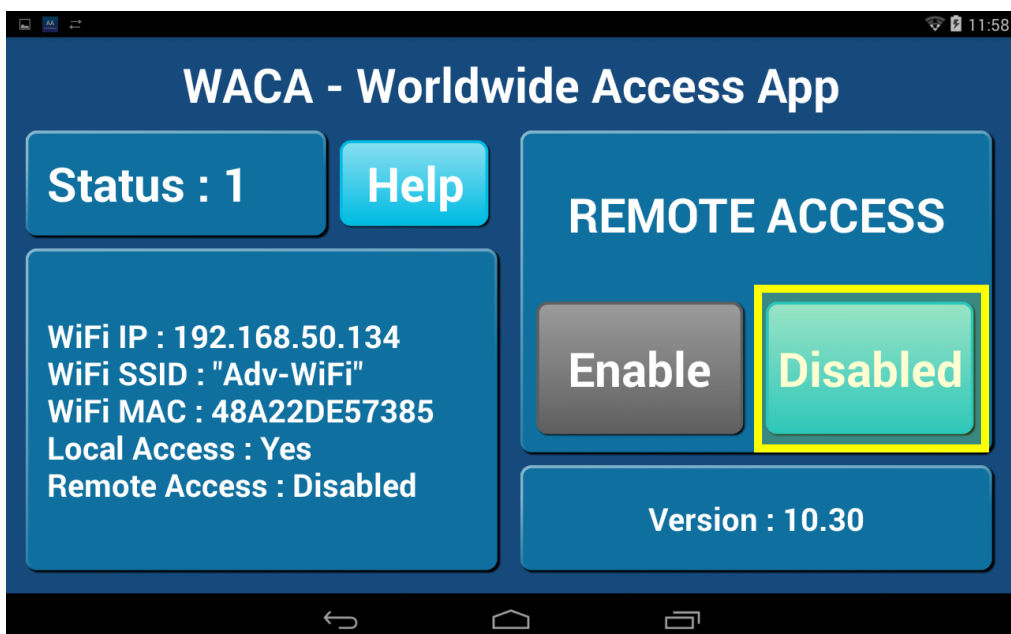 11:58
WACA - Worldwide Access App
Status : 1
Help
WiFi IP : 192.168.50.134
WiFi SSID : "Adv-WiFi"
WiFi MAC : 48A22DE57385
Local Access : Yes
Remote Access : Disabled
REMOTE ACCESS
Enable
Disabled
Version : 10.30